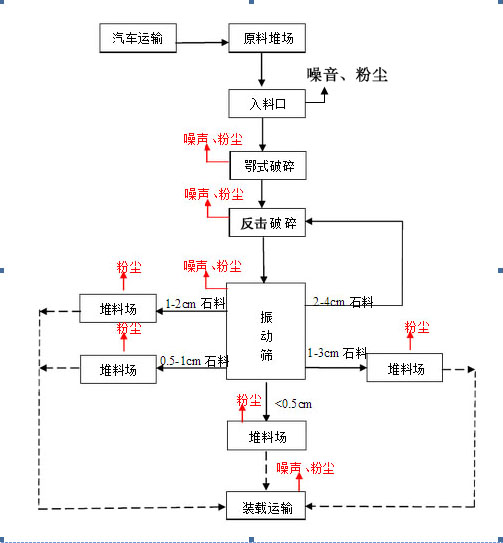 汽车运输
原料堆场
噪音、粉尘
入料口
噪声、粉尘
鄂式破碎
噪声、粉尘
反击破碎
噪声、粉尘
粉尘
1-2cm 石料
2-4cm 石料
堆料场
振动筛
粉尘
粉尘
0.5-1cm 石料
1-3cm 石料
堆料场
堆料场
粉尘
<0.5cm
堆料场
噪声、粉尘
装载运输